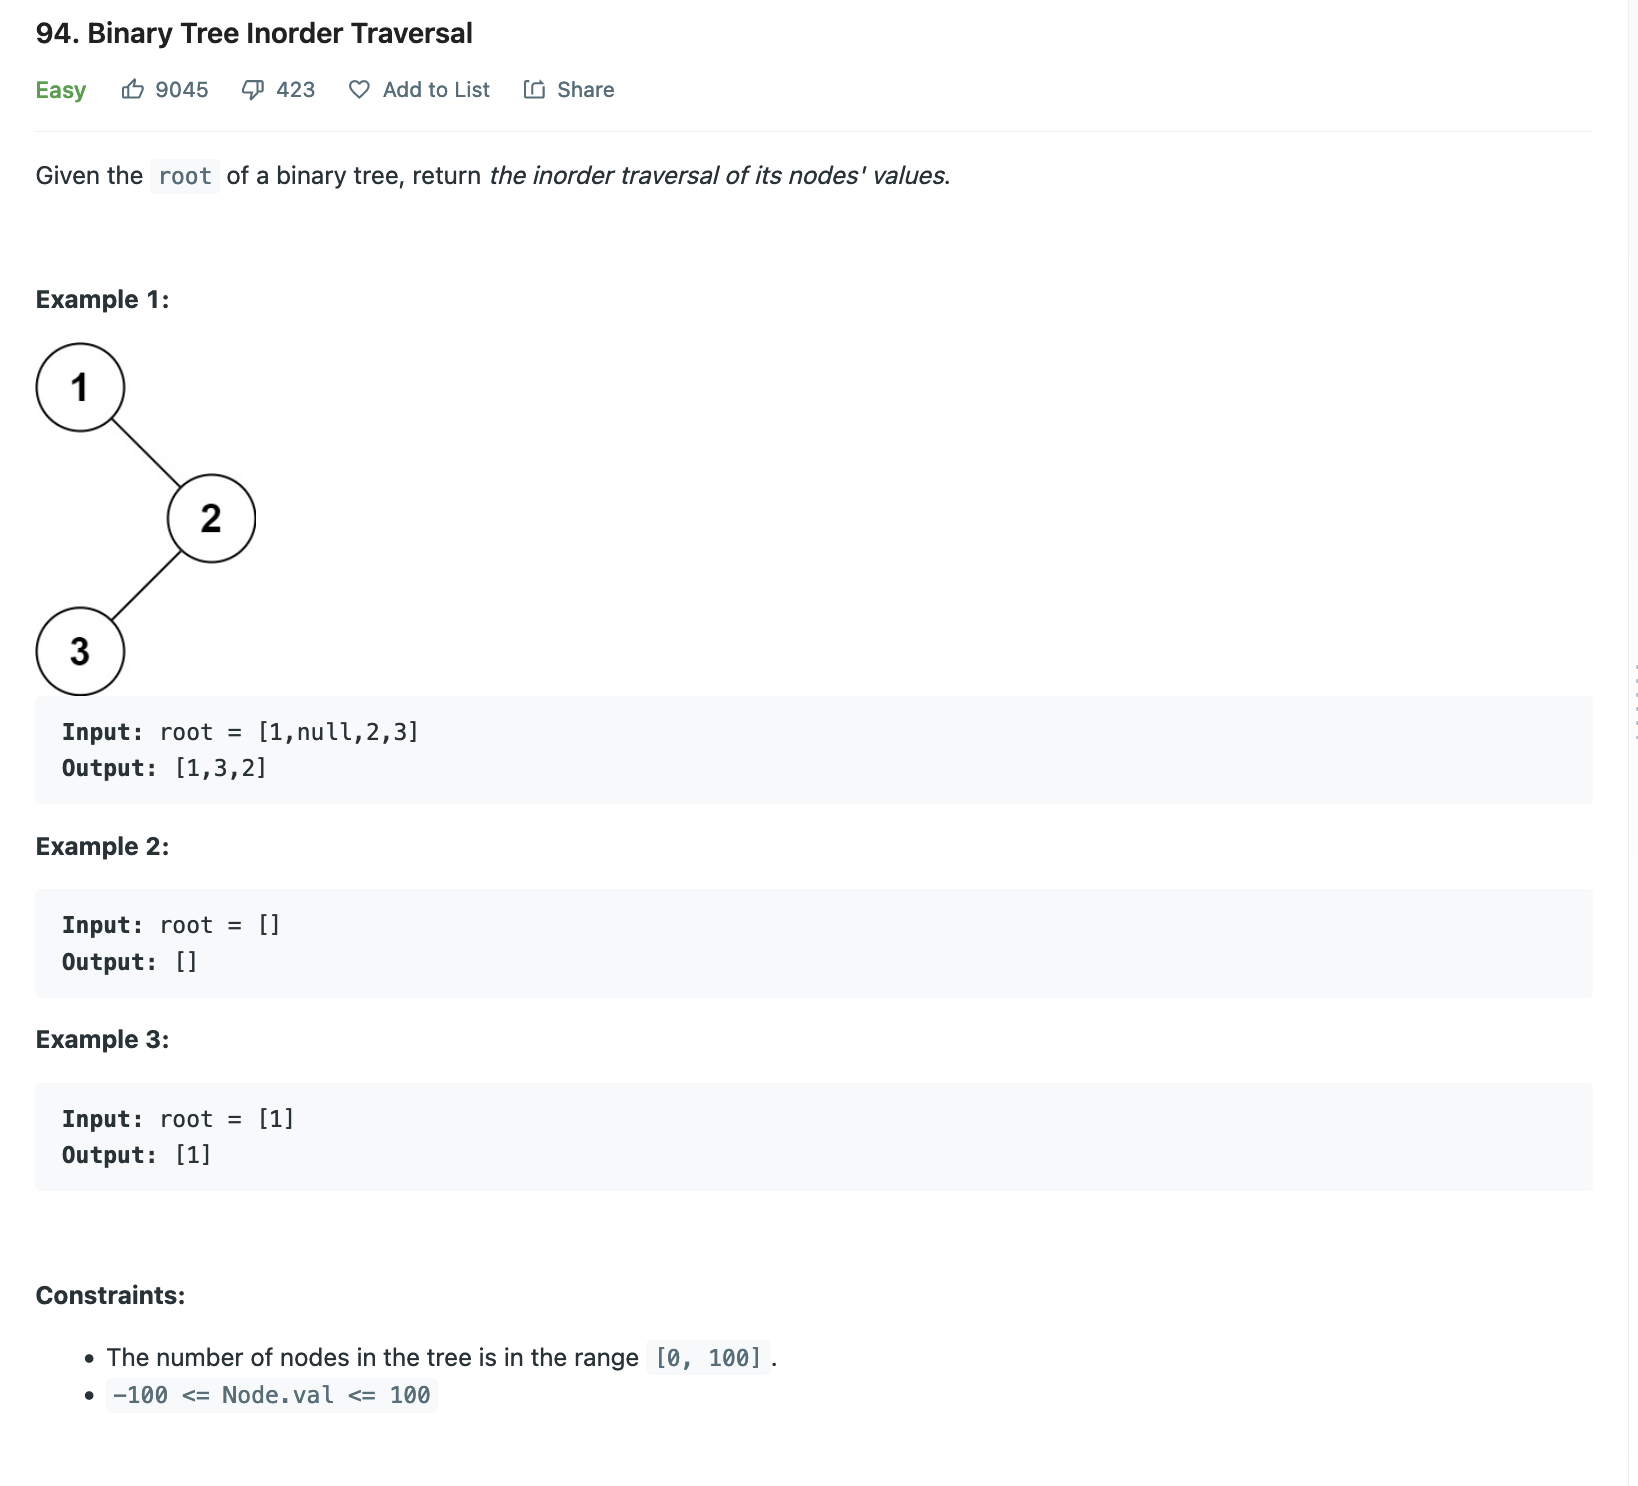 94. Binary Tree Inorder Traversal
Easy 9045 423 Add to List Share
Given the root of a binary tree, return the inorder traversal of its nodes' values.
Example 1:
1
2
3
Input: root = [1,null,2,3]
Output: [1,3,2]
Example 2:
Input: root = []
Output: []
Example 3:
Input: root = [1]
Output: [1]
Constraints:
• The number of nodes in the tree is in the range [0, 100] .
• -100 <= Node.val <= 100